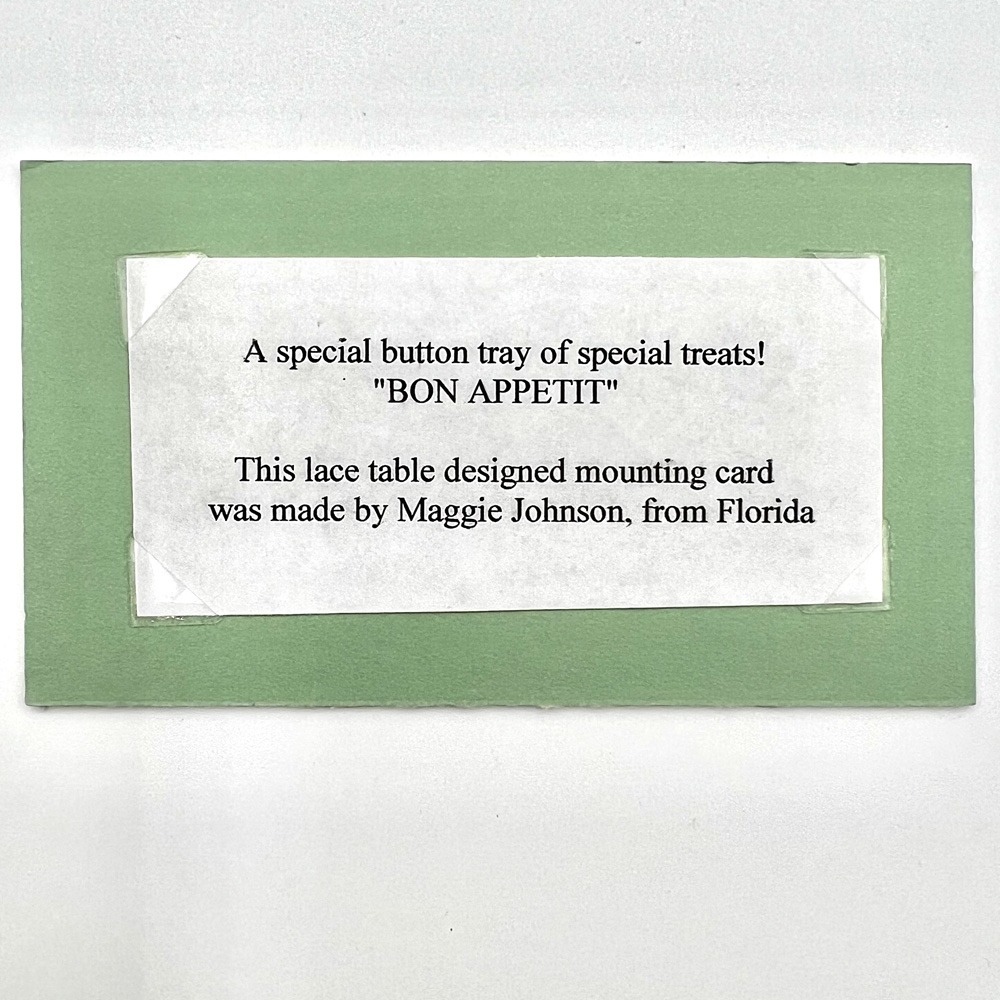 A special button tray of special treats!
"BON APPETIT"
This lace table designed mounting card
was made by Maggie Johnson, from Florida